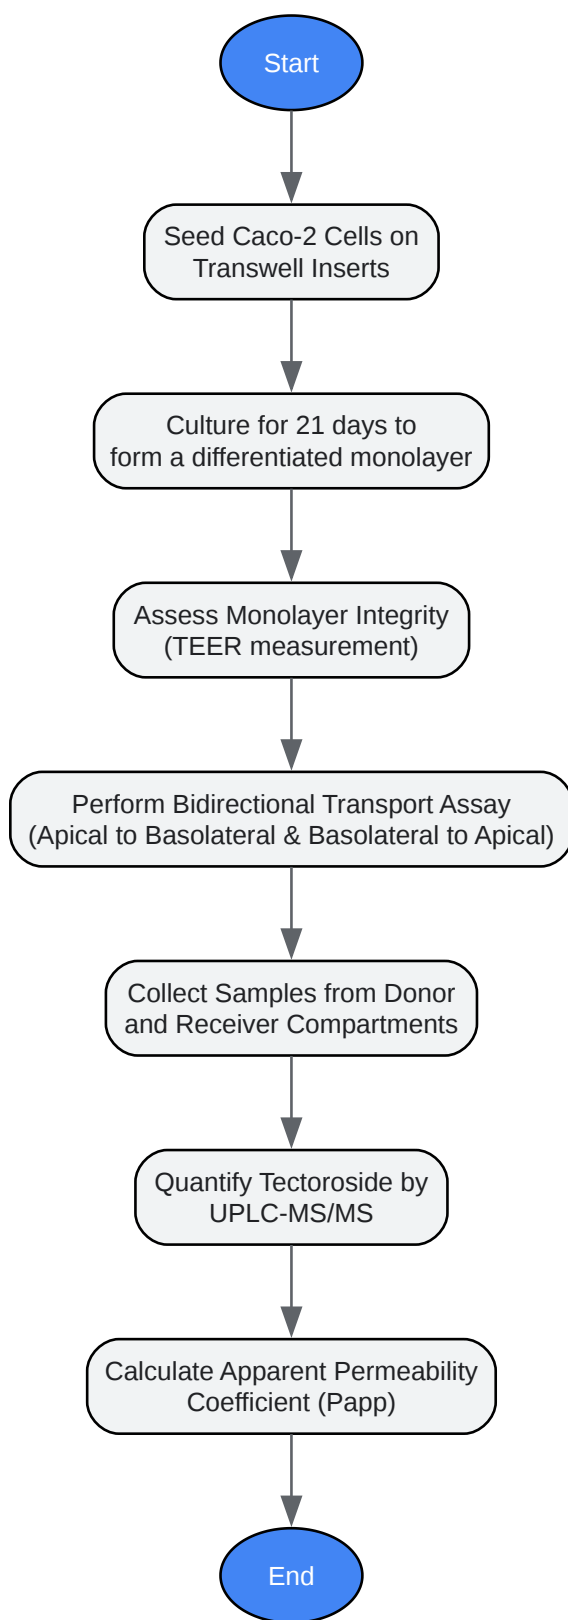 Start
Seed Caco-2 Cells on
Transwell Inserts
Culture for 21 days to
form a differentiated monolayer
Assess Monolayer Integrity
(TEER measurement)
Perform Bidirectional Transport Assay
(Apical to Basolateral & Basolateral to Apical)
Collect Samples from Donor
and Receiver Compartments
Quantify Tectoroside by
UPLC-MS/MS
Calculate Apparent Permeability
Coefficient (Papp)
End